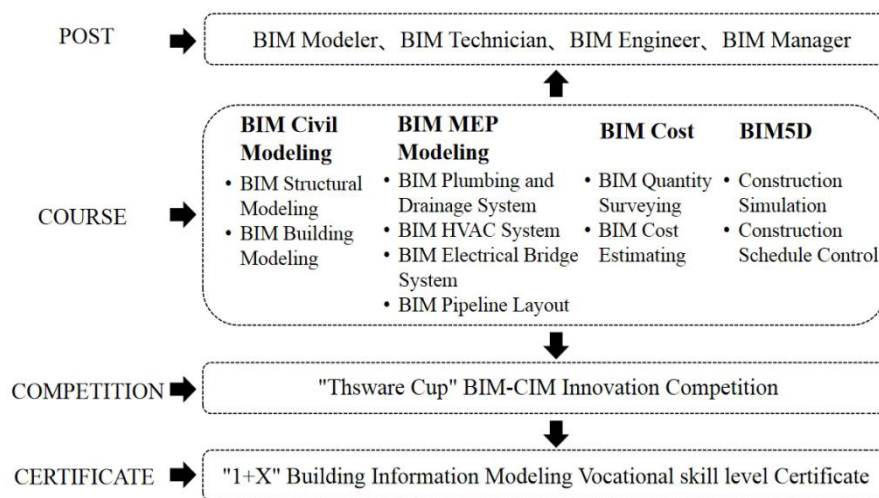 POST
BIM Modeler、BIM Technician、BIM Engineer、BIM Manager
COURSE
BIM Civil
Modeling
• BIM Structural
Modeling
• BIM Building
Modeling
BIM MEP
Modeling
• BIM Plumbing and
Drainage System
• BIM HVAC System
• BIM Electrical Bridge
System
• BIM Pipeline Layout
BIM Cost
• BIM Quantity
Surveying
• BIM Cost
Estimating
BIM5D
• Construction
Simulation
• Construction
Schedule Control
COMPETITION
"Thsware Cup" BIM-CIM Innovation Competition
CERTIFICATE
"1+X" Building Information Modeling Vocational skill level Certificate